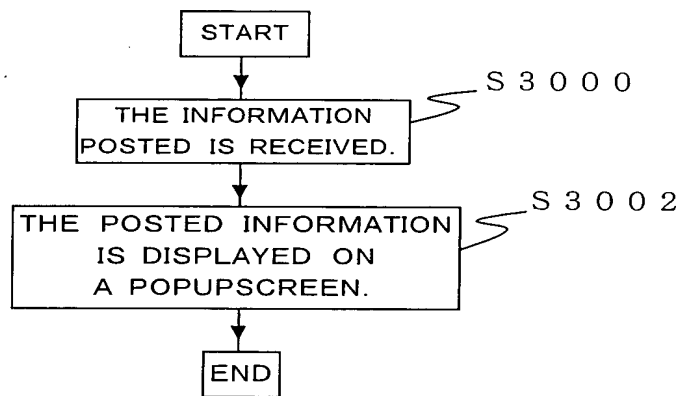 START
S3000
THE INFORMATION
POSTED IS RECEIVED.
S3002
THE POSTED INFORMATION
IS DISPLAYED ON
A POPUPSCREEN.
END